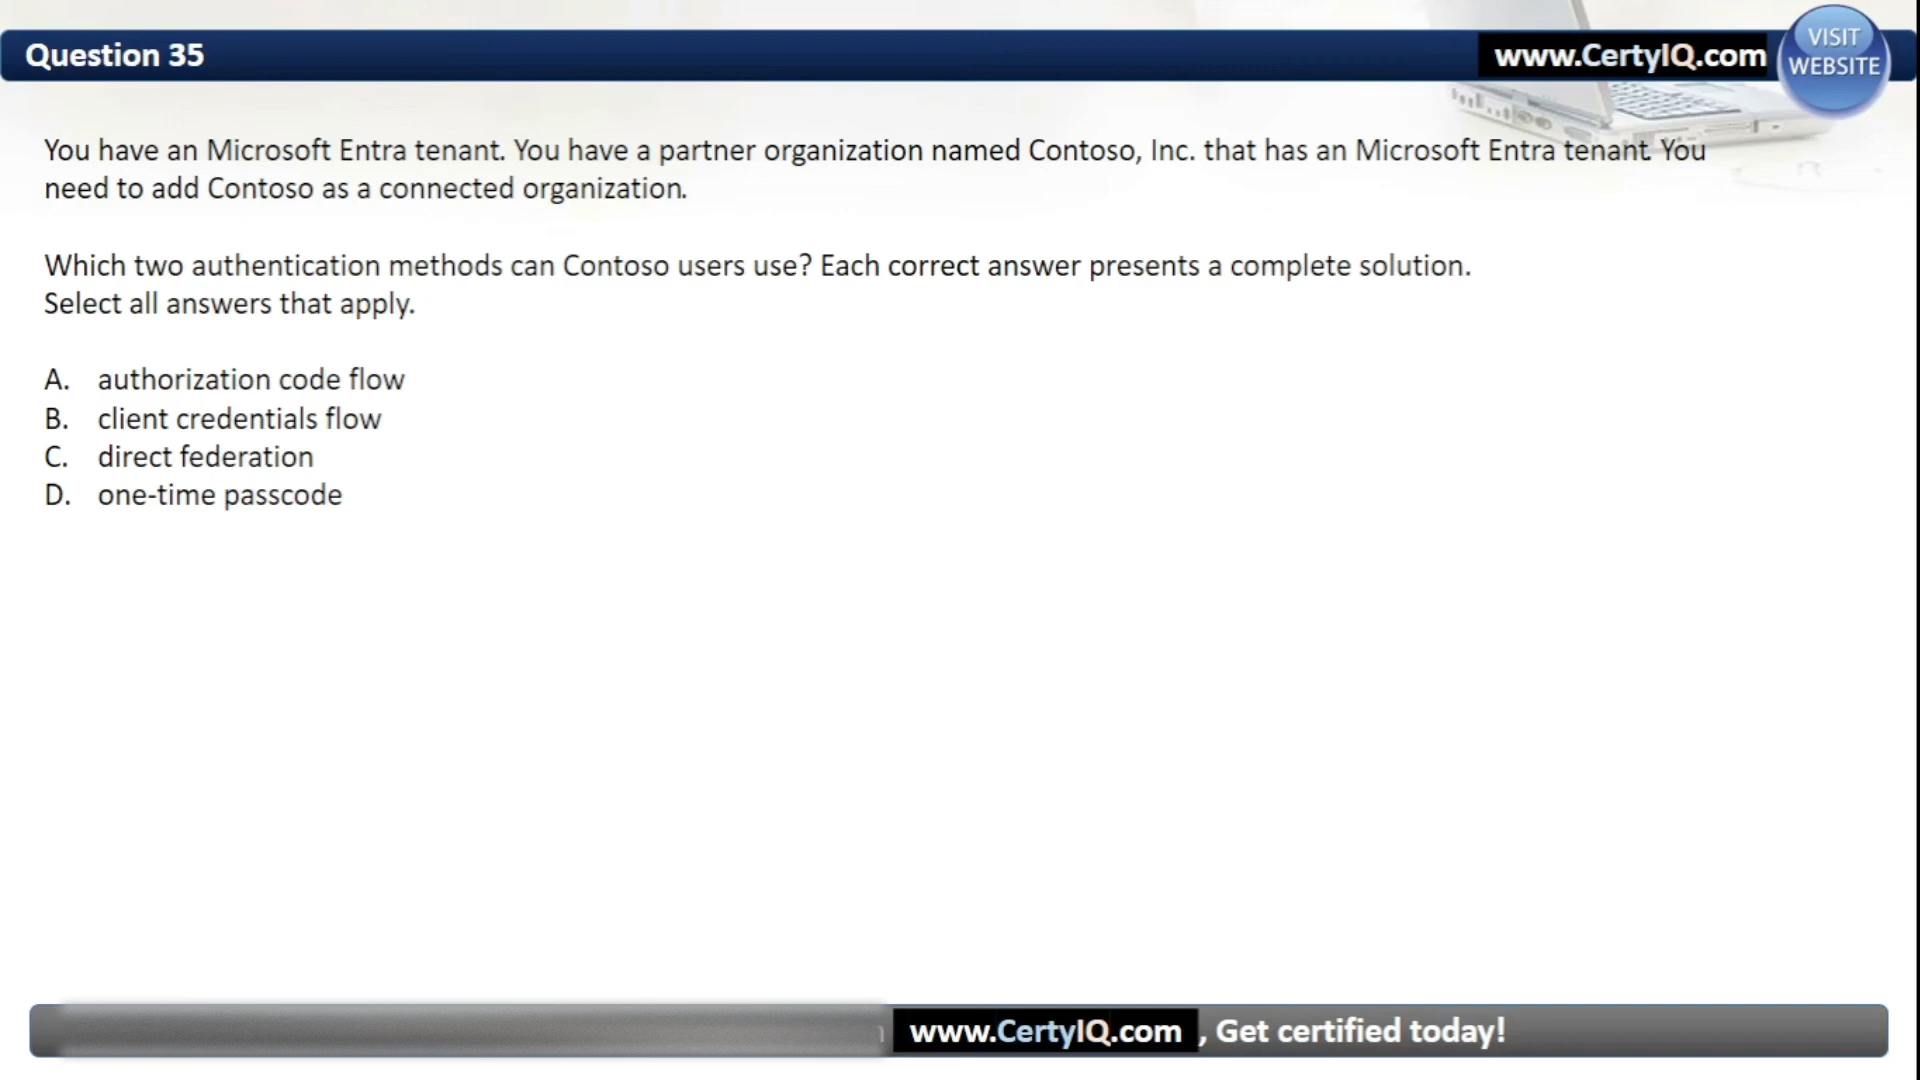 Question 35
www.CertyIQ.com
VISIT
WEBSITE
You have an Microsoft Entra tenant. You have a partner organization named Contoso, Inc. that has an Microsoft Entra tenant. You
need to add Contoso as a connected organization.
Which two authentication methods can Contoso users use? Each correct answer presents a complete solution.
Select all answers that apply.
A. authorization code flow
B. client credentials flow
C. direct federation
D. one-time passcode
www.CertyIQ.com , Get certified today!